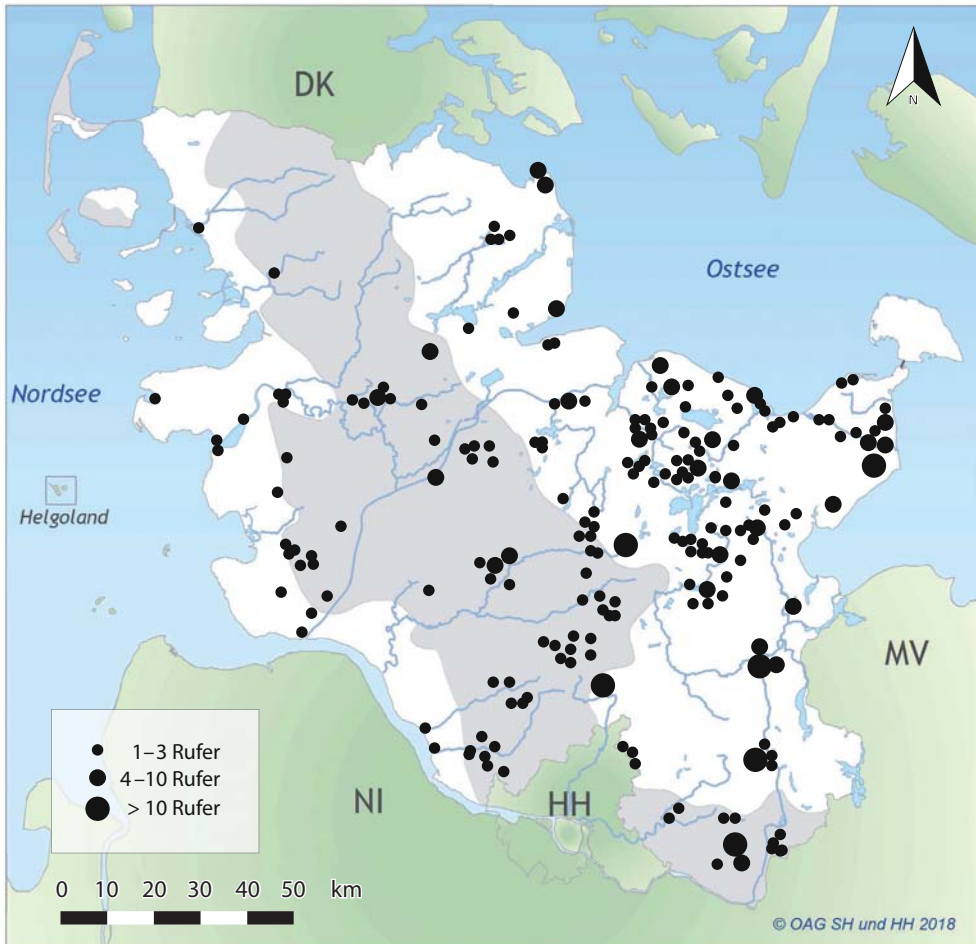 DK
N
Ostsee
Nordsee
Helgoland
MV
1–3 Rufer
4–10 Rufer
> 10 Rufer
NI
HH
0 10 20 30 40 50 km
© OAG SH und HH 2018